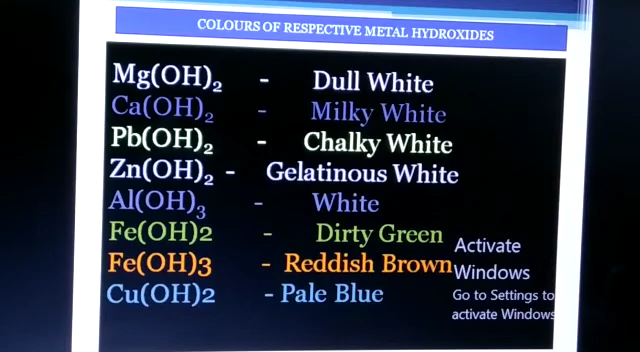 COLOURS OF RESPECTIVE METAL HYDROXIDES
Mg(OH)₂ - Dull White
Ca(OH)₂ - Milky White
Pb(OH)₂ - Chalky White
Zn(OH)₂ - Gelatinous White
Al(OH)₃ - White
Fe(OH)2 - Dirty Green
Fe(OH)3 - Reddish Brown
Cu(OH)2 - Pale Blue
Activate
Windows
Go to Settings to
activate Windows